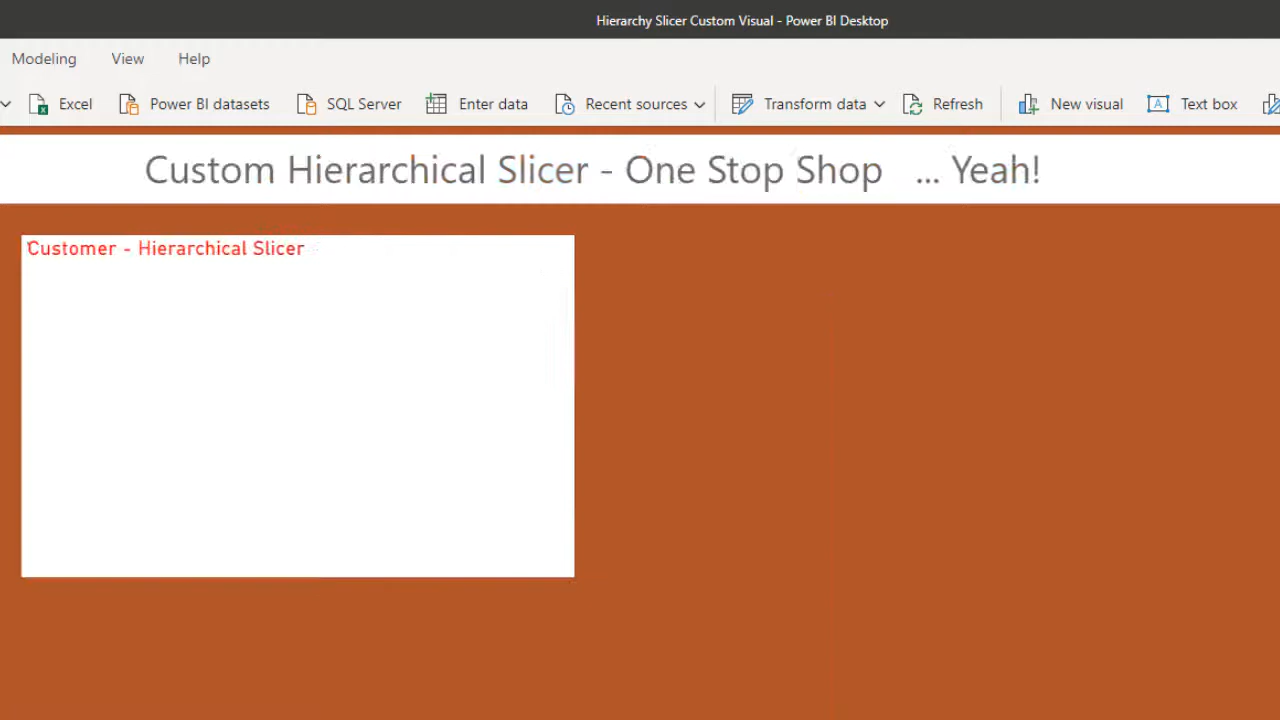 Hierarchy Slicer Custom Visual - Power BI Desktop
Modeling View Help
Excel Power BI datasets SQL Server Enter data Recent sources Transform data Refresh New visual Text box
Custom Hierarchical Slicer - One Stop Shop ... Yeah!
Customer - Hierarchical Slicer